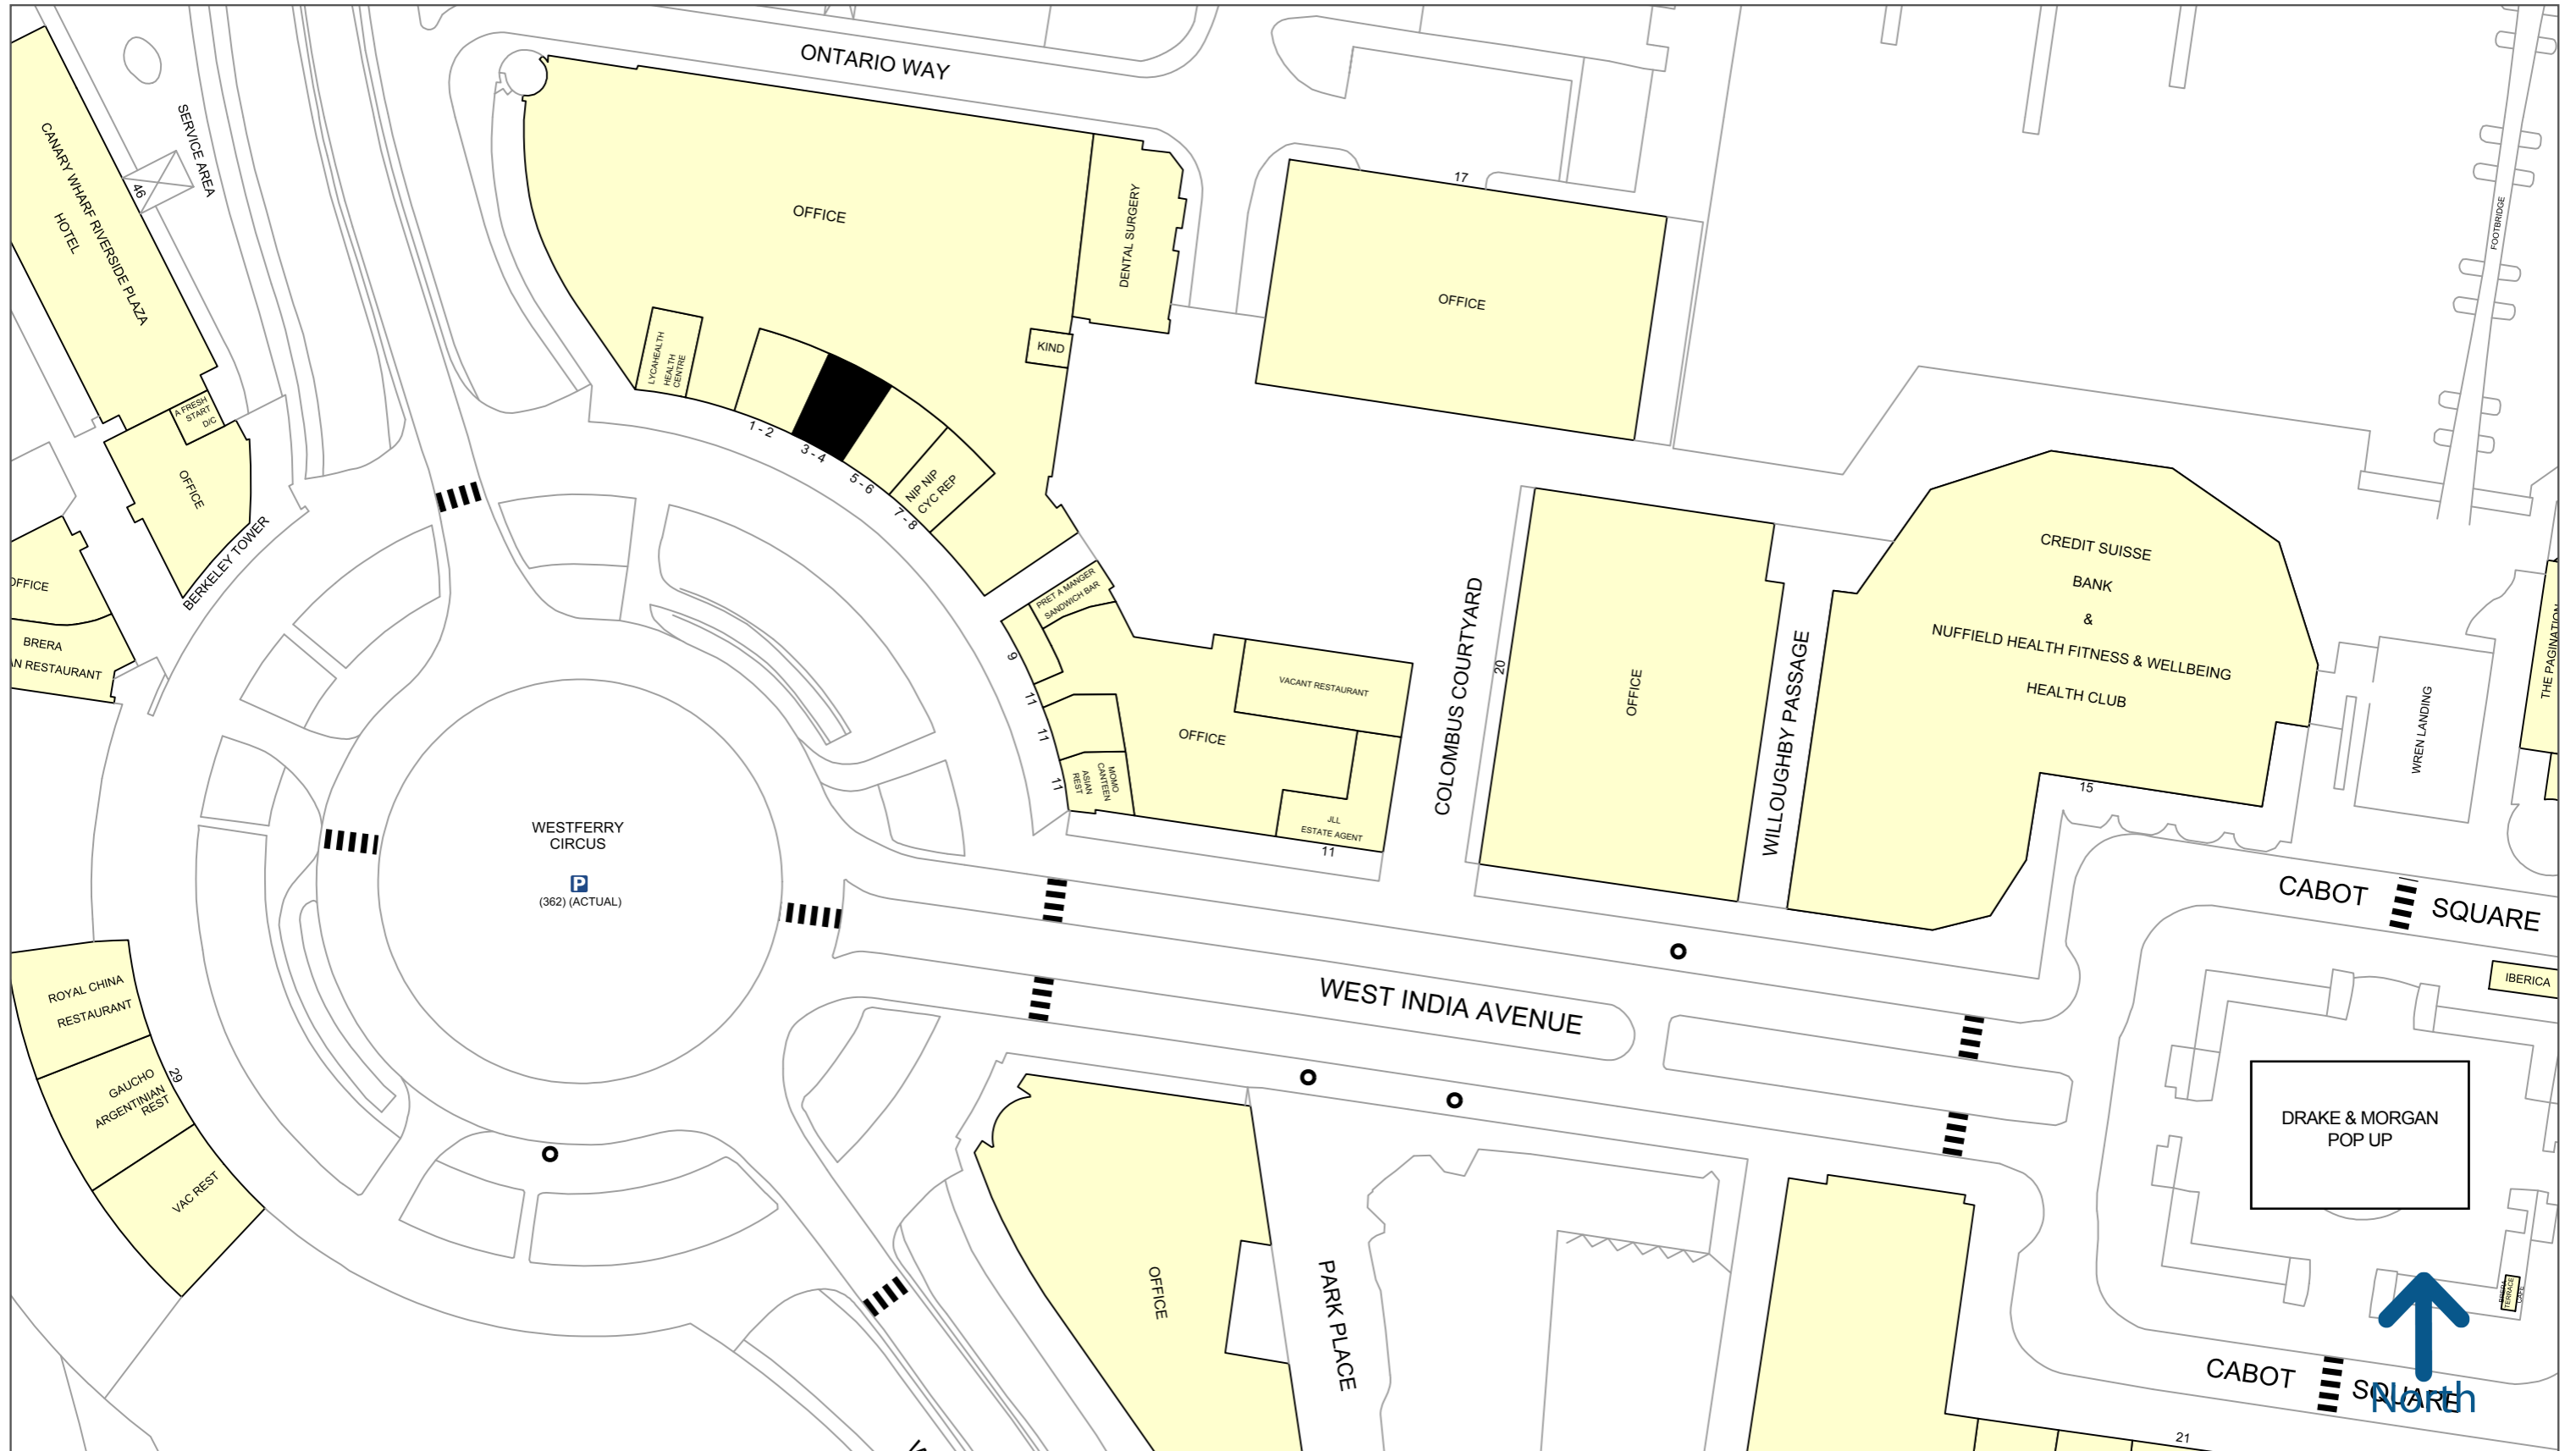 ONTARIO WAY
SERVICE AREA
CANARY WHARF RIVERSIDE PLAZA
HOTEL
46
OFFICE
DENTAL SURGERY
17
OFFICE
FOOTBRIDGE
KIND
LYCAHEALTH
HEALTH
CENTRE
A FRESH
START
D/C
OFFICE
BERKELEY TOWER
1 - 2
3 - 4
5 - 6
7 - 8
NIP NIP
CYC REP
OFFICE
BRERA
AN RESTAURANT
PRET A MANGER
SANDWICH BAR
9
11
11
11
MOMO
CANTEEN
ASIAN
REST
VACANT RESTAURANT
OFFICE
JLL
ESTATE AGENT
11
COLOMBUS COURTYARD
20
OFFICE
WILLOUGHBY PASSAGE
CREDIT SUISSE
BANK
&
NUFFIELD HEALTH FITNESS & WELLBEING
HEALTH CLUB
15
WREN LANDING
THE PAGINATION
WESTFERRY
CIRCUS
P
(362) (ACTUAL)
CABOT SQUARE
IBERICA
WEST INDIA AVENUE
ROYAL CHINA
RESTAURANT
GAUCHO
ARGENTINIAN
REST
29
VAC REST
DRAKE & MORGAN
POP UP
OFFICE
PARK PLACE
TERRACE
CAFE
CABOT SQUARE
North
21